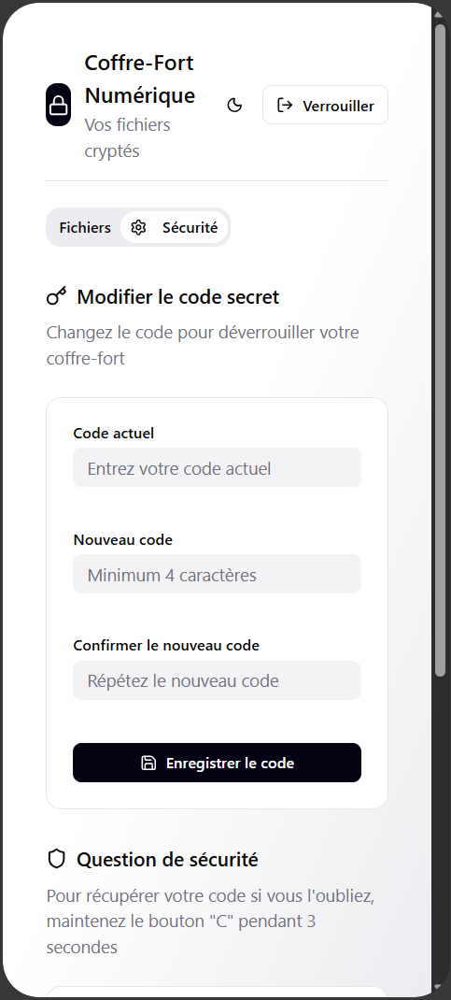 Coffre-Fort
Numérique
Vos fichiers
cryptés
Verrouiller
Fichiers
Sécurité
Modifier le code secret
Changez le code pour déverrouiller votre
coffre-fort
Code actuel
Entrez votre code actuel
Nouveau code
Minimum 4 caractères
Confirmer le nouveau code
Répétez le nouveau code
Enregistrer le code
Question de sécurité
Pour récupérer votre code si vous l'oubliez,
maintenez le bouton "C" pendant 3
secondes